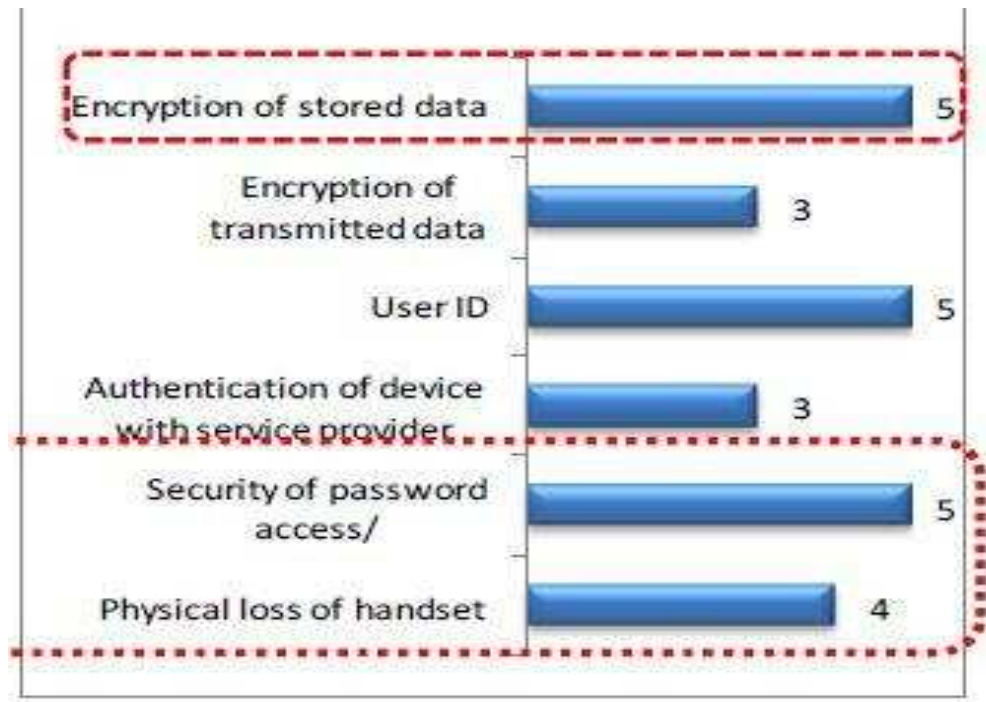 Encryption of stored data 5
Encryption of
transmitted data 3
User ID 5
Authentication of device
with service provider 3
Security of password
access/ 5
Physical loss of handset 4